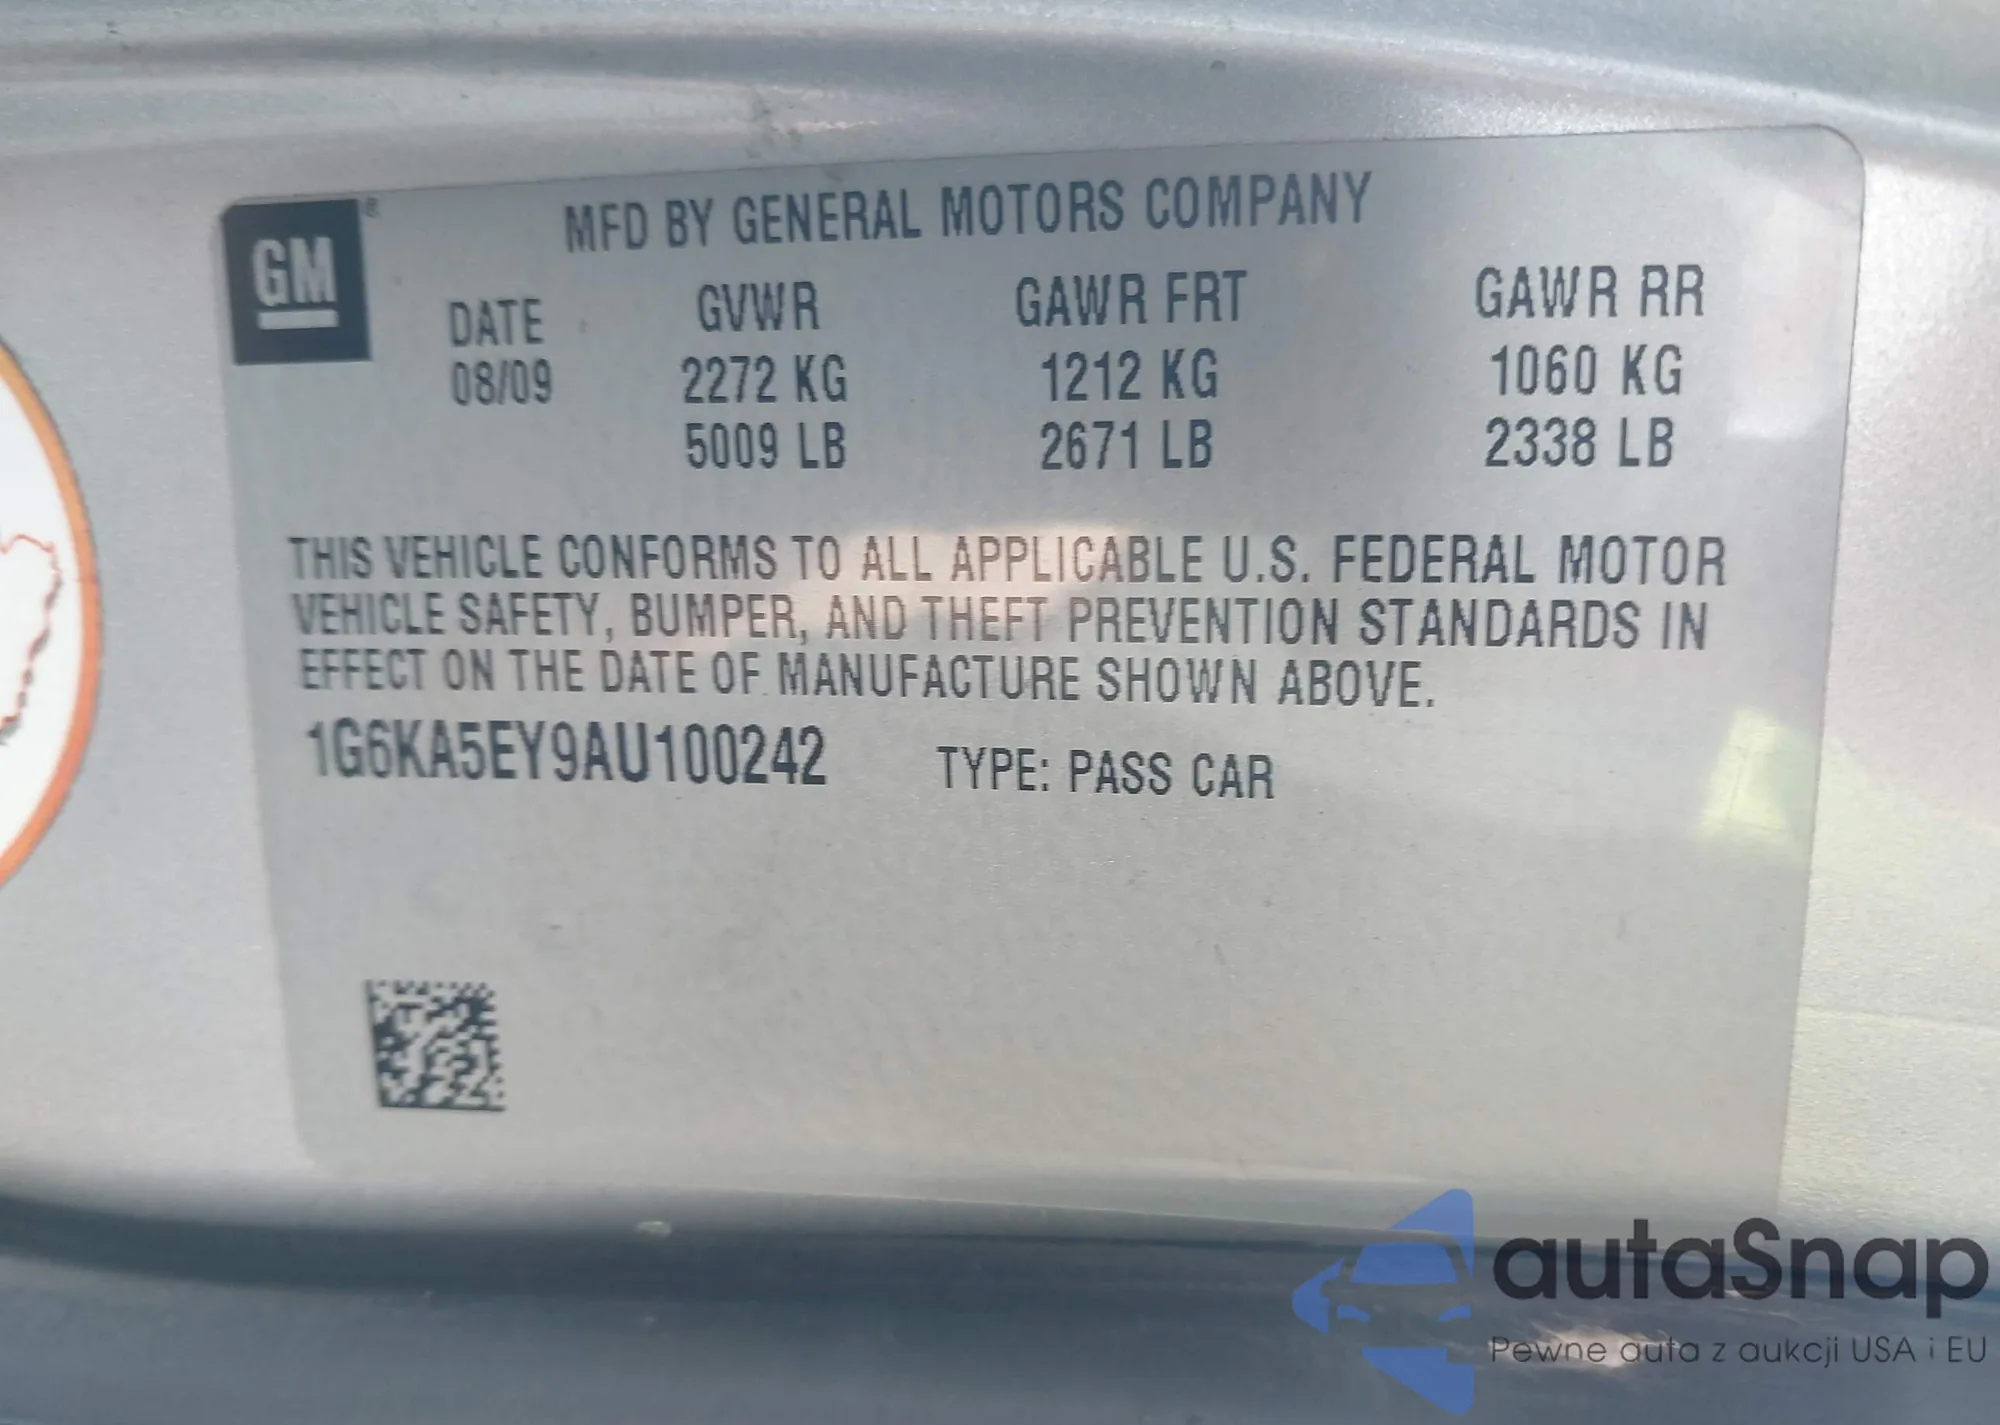 GM®
MFD BY GENERAL MOTORS COMPANY
DATE GVWR GAWR FRT GAWR RR
08/09 2272 KG 1212 KG 1060 KG
5009 LB 2671 LB 2338 LB
THIS VEHICLE CONFORMS TO ALL APPLICABLE U.S. FEDERAL MOTOR
VEHICLE SAFETY, BUMPER, AND THEFT PREVENTION STANDARDS IN
EFFECT ON THE DATE OF MANUFACTURE SHOWN ABOVE.
1G6KA5EY9AU100242 TYPE: PASS CAR
autaSnap
Pewne auta z aukcji USA i EU